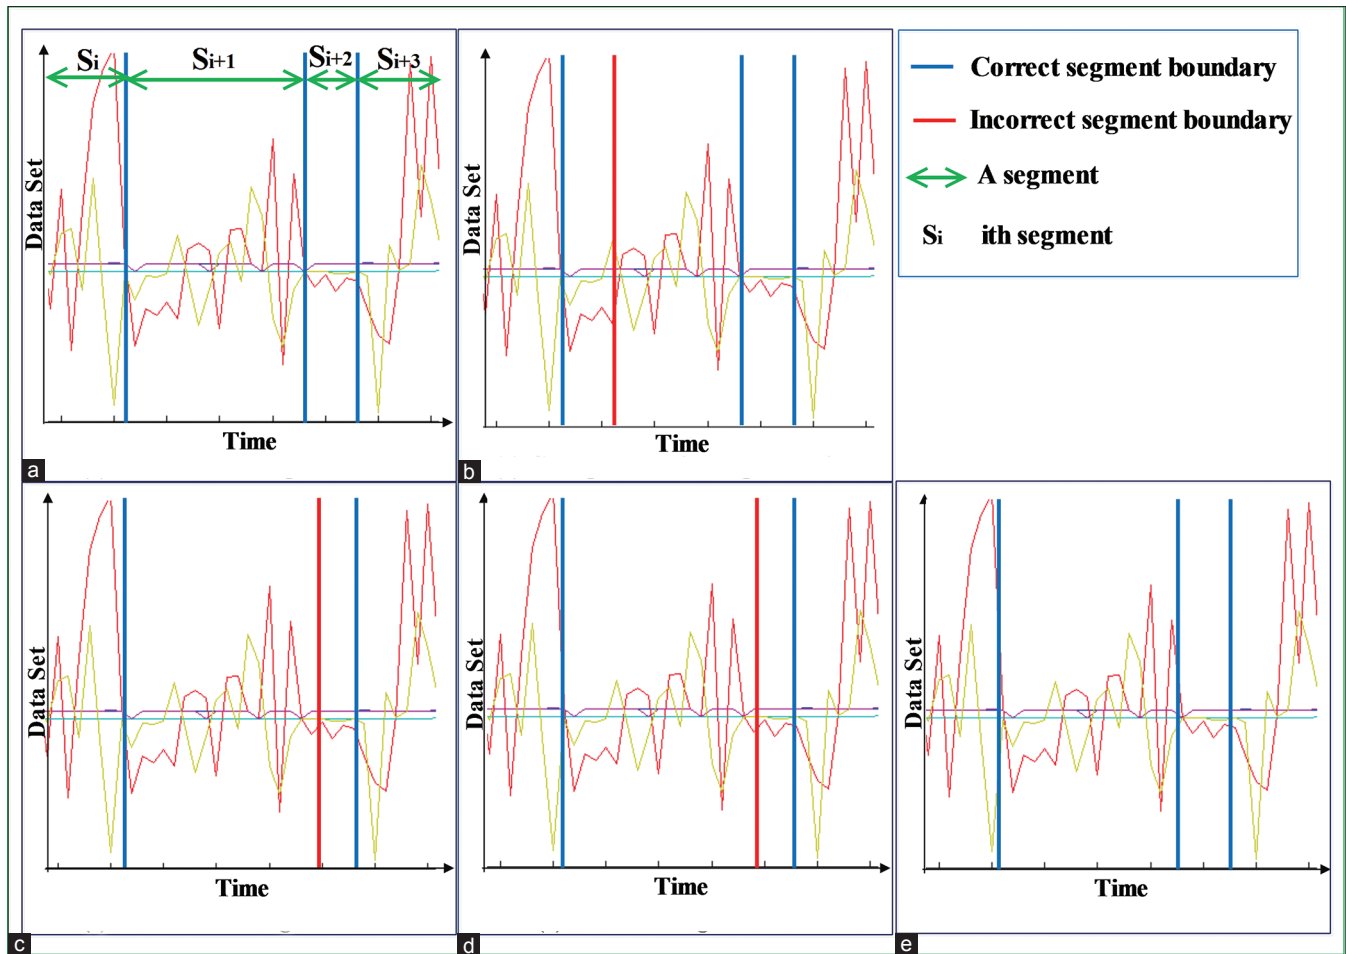 Si
Si+1
Si+2
Si+3
Data Set
Time
a
Data Set
Time
b
Correct segment boundary
Incorrect segment boundary
A segment
Si ith segment
Data Set
Time
c
Data Set
Time
d
Data Set
Time
e